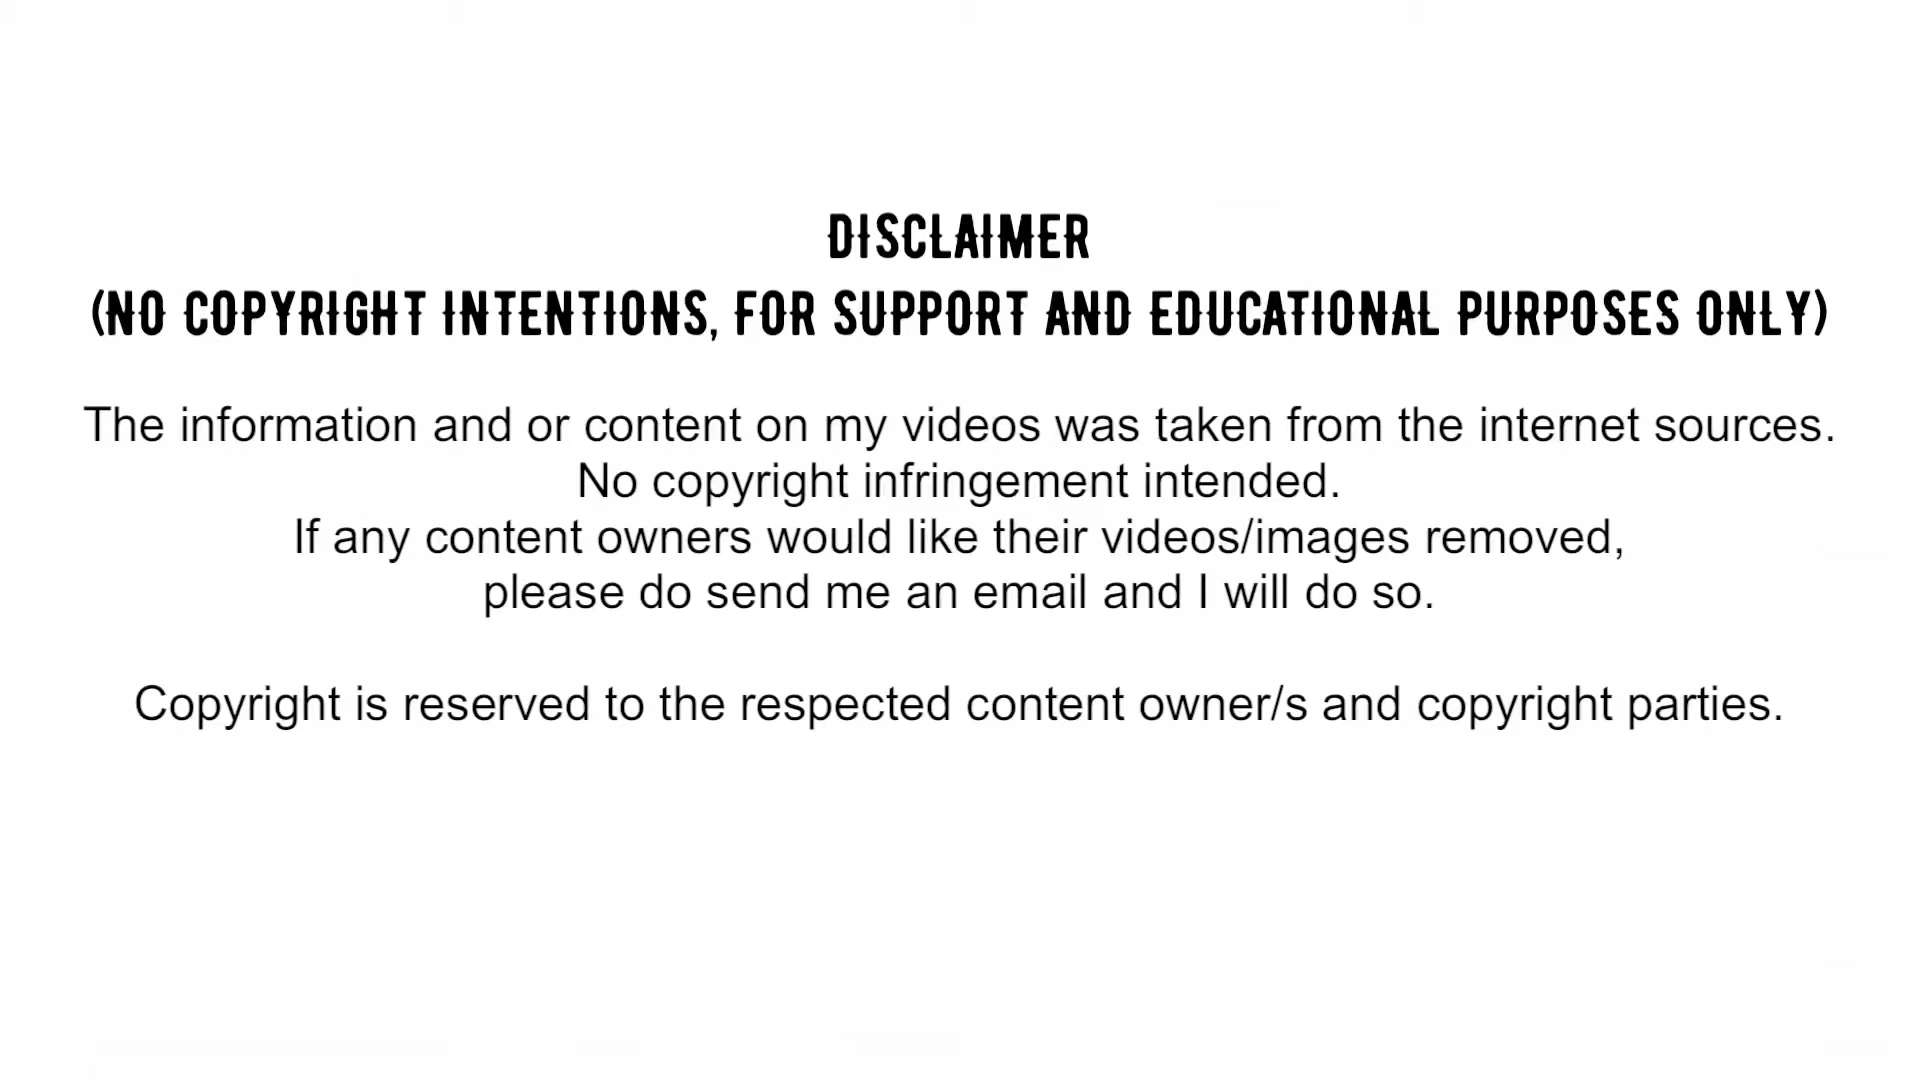 DISCLAIMER
(NO COPYRIGHT INTENTIONS, FOR SUPPORT AND EDUCATIONAL PURPOSES ONLY)
The information and or content on my videos was taken from the internet sources.
No copyright infringement intended.
If any content owners would like their videos/images removed,
please do send me an email and I will do so.
Copyright is reserved to the respected content owner/s and copyright parties.